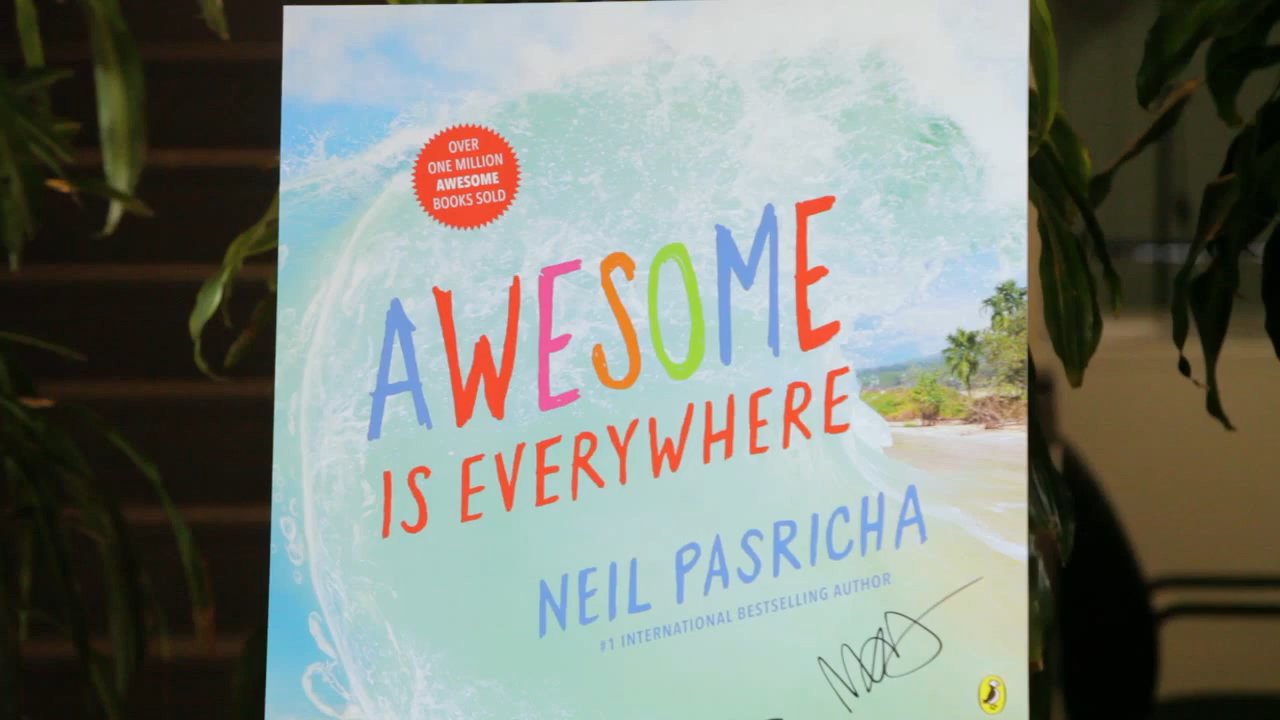 OVER
ONE MILLION
AWESOME
BOOKS SOLD
AWESOME
IS EVERYWHERE
NEIL PASRICHA
#1 INTERNATIONAL BESTSELLING AUTHOR